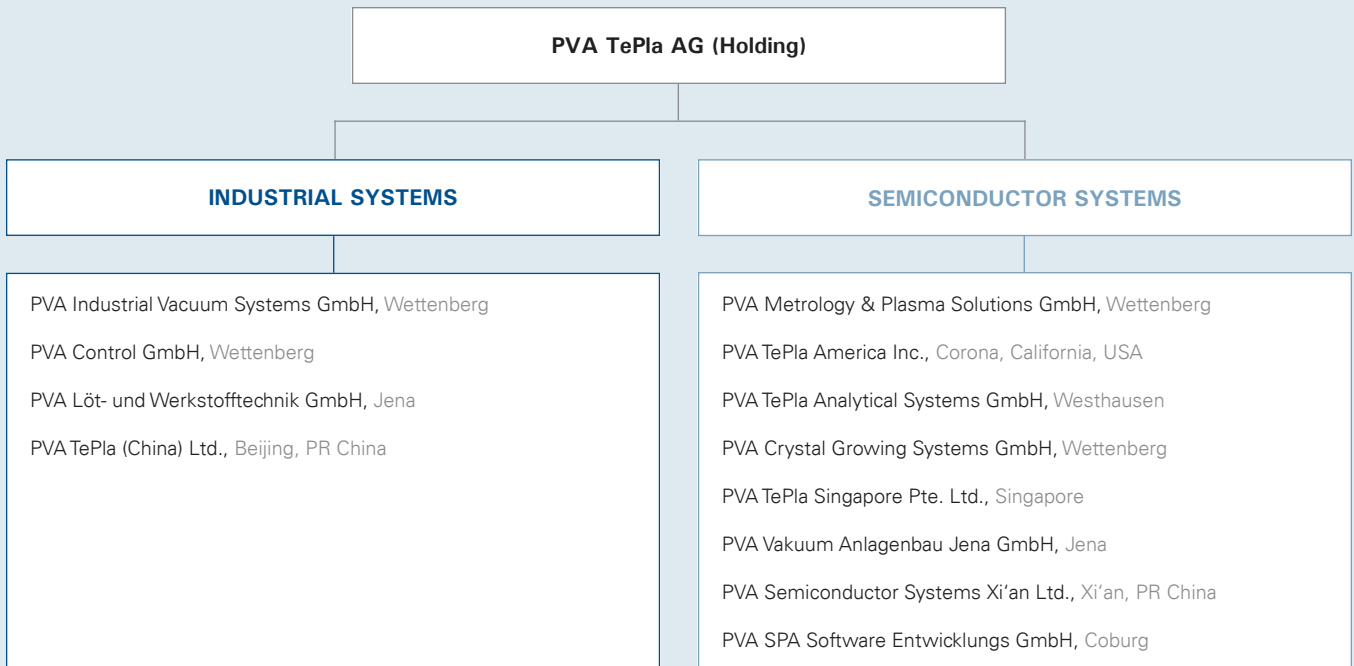 PVA TePla AG (Holding)
INDUSTRIAL SYSTEMS
PVA Industrial Vacuum Systems GmbH, Wettenberg
PVA Control GmbH, Wettenberg
PVA Löt- und Werkstofftechnik GmbH, Jena
PVA TePla (China) Ltd., Beijing, PR China
SEMICONDUCTOR SYSTEMS
PVA Metrology & Plasma Solutions GmbH, Wettenberg
PVA TePla America Inc., Corona, California, USA
PVA TePla Analytical Systems GmbH, Westhausen
PVA Crystal Growing Systems GmbH, Wettenberg
PVA TePla Singapore Pte. Ltd., Singapore
PVA Vakuum Anlagenbau Jena GmbH, Jena
PVA Semiconductor Systems Xi‘an Ltd., Xi‘an, PR China
PVA SPA Software Entwicklungs GmbH, Coburg